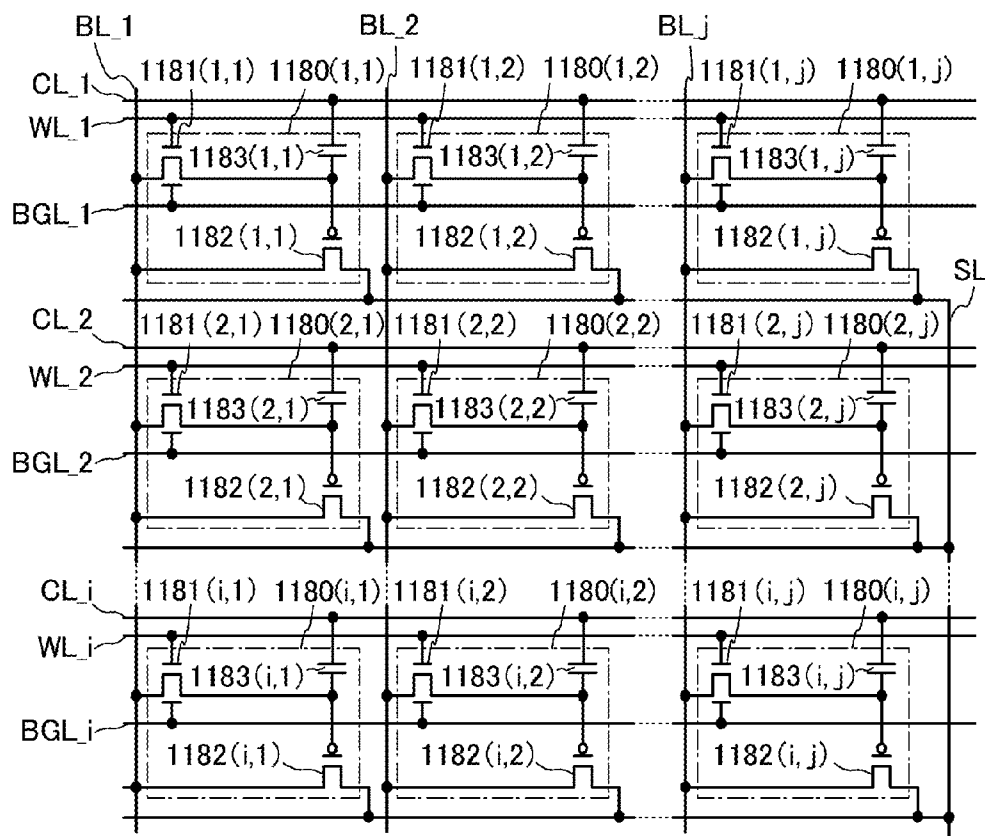 BL_1 BL_2 BL_j
1181(1,1) 1180(1,1) 1181(1,2) 1180(1,2) 1181(1,j) 1180(1,j)
CL_1
WL_1
1183(1,1) 1183(1,2) 1183(1,j)
BGL_1
1182(1,1) 1182(1,2) 1182(1,j)
SL
CL_2 1181(2,1) 1180(2,1) 1181(2,2) 1180(2,2) 1181(2,j) 1180(2,j)
WL_2
1183(2,1) 1183(2,2) 1183(2,j)
BGL_2
1182(2,1) 1182(2,2) 1182(2,j)
CL_i 1181(i,1) 1180(i,1) 1181(i,2) 1180(i,2) 1181(i,j) 1180(i,j)
WL_i
1183(i,1) 1183(i,2) 1183(i,j)
BGL_i
1182(i,1) 1182(i,2) 1182(i,j)